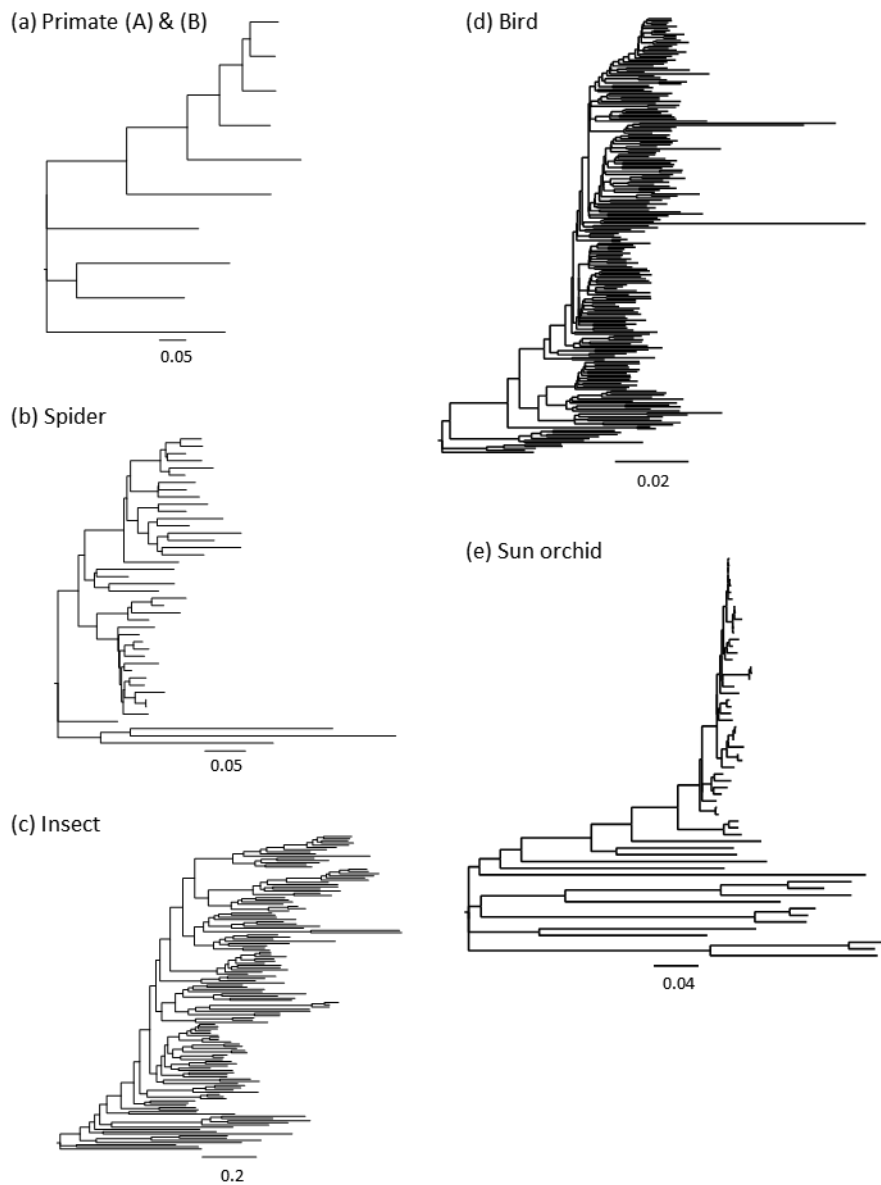 (a) Primate (A) & (B)
0.05
(b) Spider
0.05
(c) Insect
0.2
(d) Bird
0.02
(e) Sun orchid
0.04